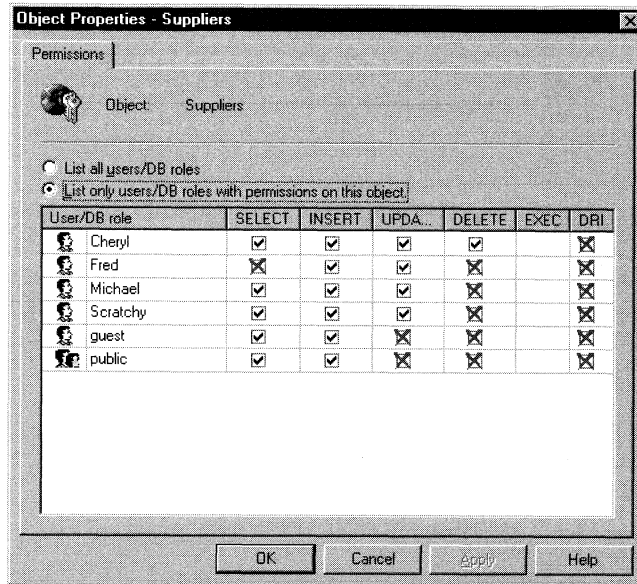 Object Properties - Suppliers
Permissions
Object: Suppliers
List all users/DB roles
List only users/DB roles with permissions on this object.
User/DB role SELECT INSERT UPDA... DELETE EXEC DRI
Cheryl
Fred
Michael
Scratchy
guest
public
OK Cancel Apply Help